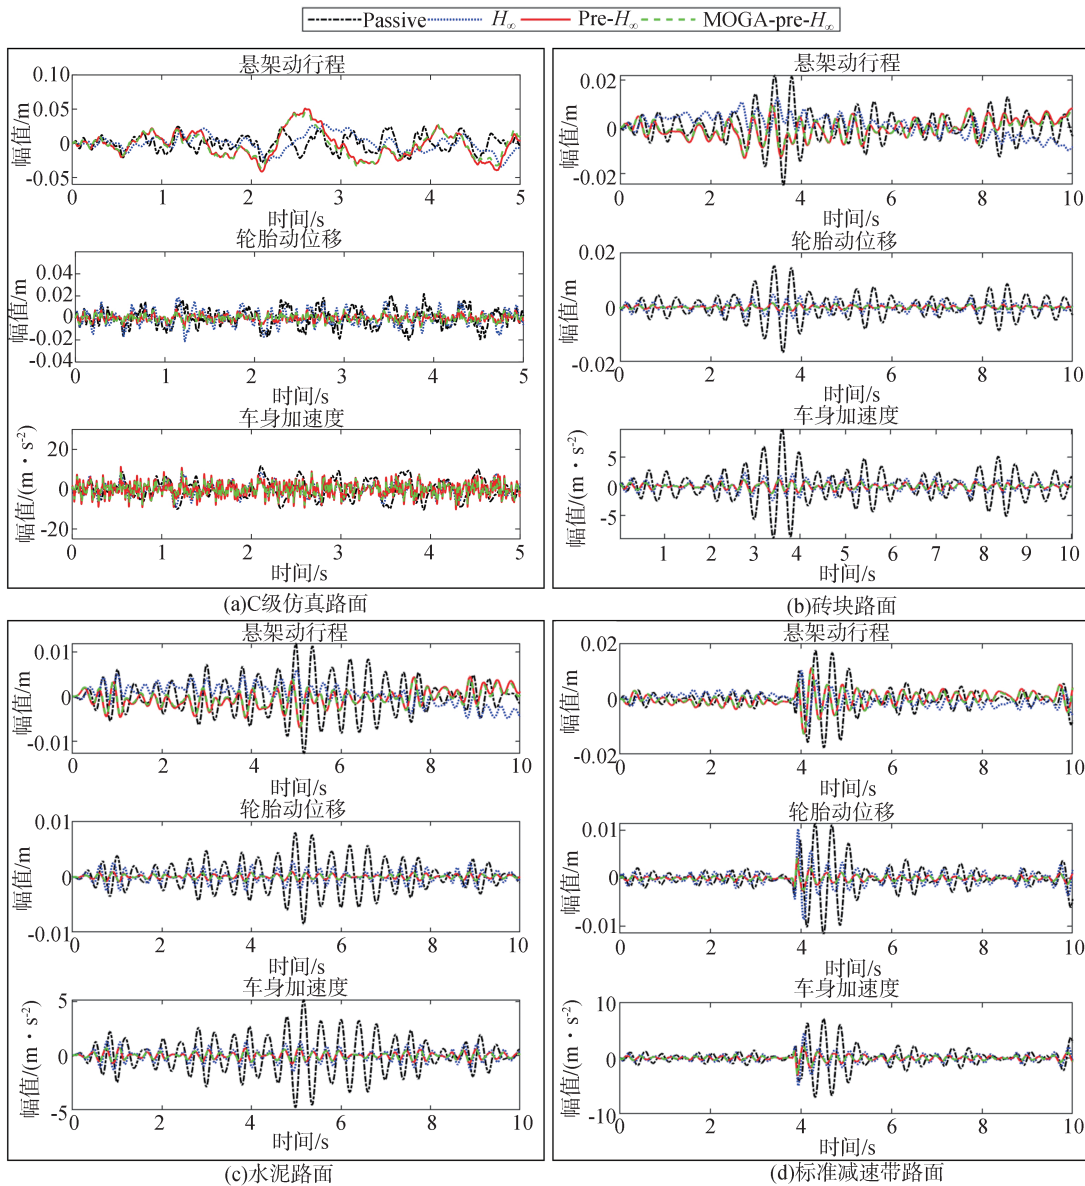 Passive H∞ Pre-H∞ MOGA-pre-H∞
悬架动行程
幅值/m
0.10
0.05
0
-0.05
0 1 2 3 4 5
时间/s
轮胎动位移
幅值/m
0.04
0.02
0
-0.02
-0.04
0 1 2 3 4 5
时间/s
车身加速度
幅值/(m·s-2)
20
0
-20
0 1 2 3 4 5
时间/s
(a)C级仿真路面
悬架动行程
幅值/m
0.02
0
-0.02
0 2 4 6 8 10
时间/s
轮胎动位移
幅值/m
0.02
0
-0.02
0 2 4 6 8 10
时间/s
车身加速度
幅值/(m·s-2)
5
0
-5
1 2 3 4 5 6 7 8 9 10
时间/s
(b)砖块路面
悬架动行程
幅值/m
0.01
0
-0.01
0 2 4 6 8 10
时间/s
轮胎动位移
幅值/m
0.01
0
-0.01
0 2 4 6 8 10
时间/s
车身加速度
幅值/(m·s-2)
5
0
-5
0 2 4 6 8 10
时间/s
(c)水泥路面
悬架动行程
幅值/m
0.02
0
-0.02
0 2 4 6 8 10
时间/s
轮胎动位移
幅值/m
0.01
0
-0.01
0 2 4 6 8 10
时间/s
车身加速度
幅值/(m·s-2)
10
0
-10
0 2 4 6 8 10
时间/s
(d)标准减速带路面